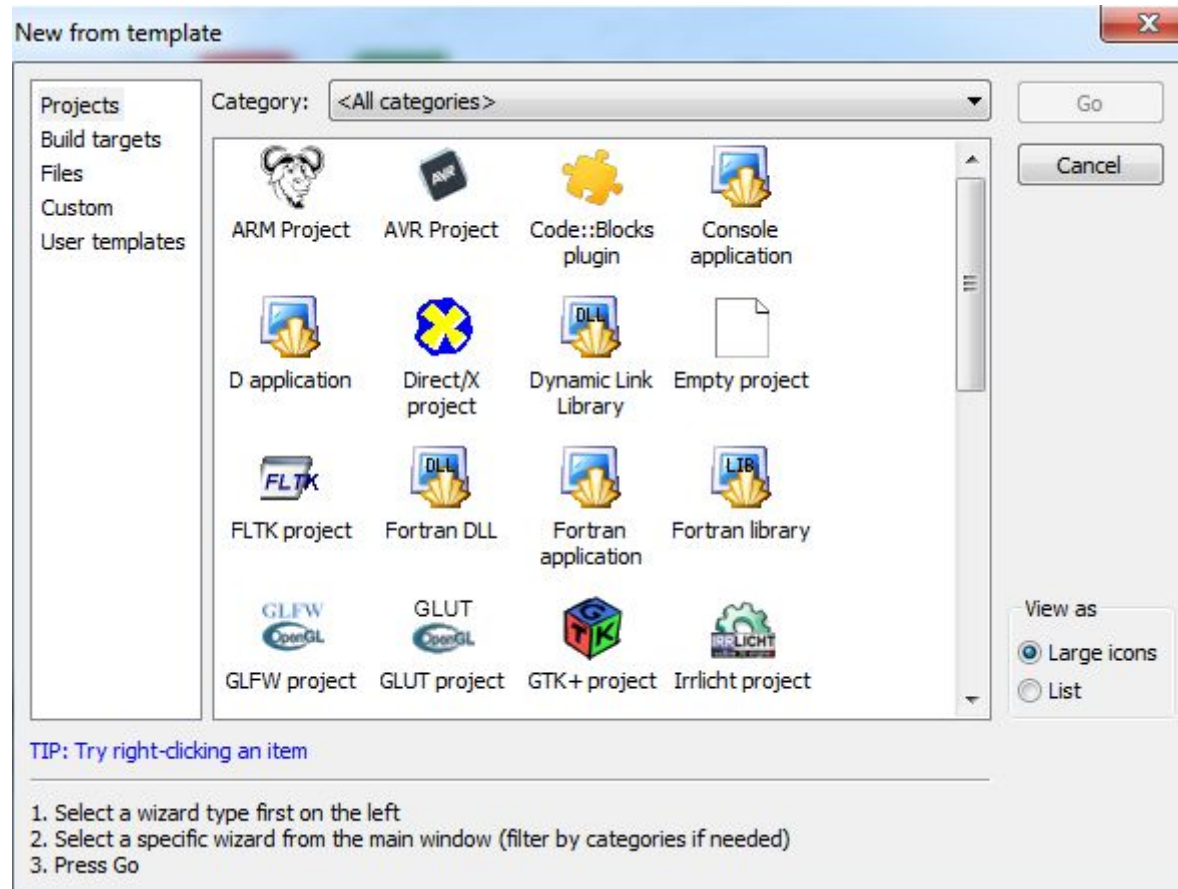 New from template
Projects
Build targets
Files
Custom
User templates
Category: <All categories>
Go
Cancel
AVR
ARM Project AVR Project Code::Blocks plugin Console application
DLL
D application Direct/X project Dynamic Link Library Empty project
FLTK DLL LIB
FLTK project Fortran DLL Fortran application Fortran library
GLFW OpenGL GLUT OpenGL GTK IRRLICHT
GLFW project GLUT project GTK+ project Irrlicht project
View as
Large icons
List
TIP: Try right-clicking an item
1. Select a wizard type first on the left
2. Select a specific wizard from the main window (filter by categories if needed)
3. Press Go